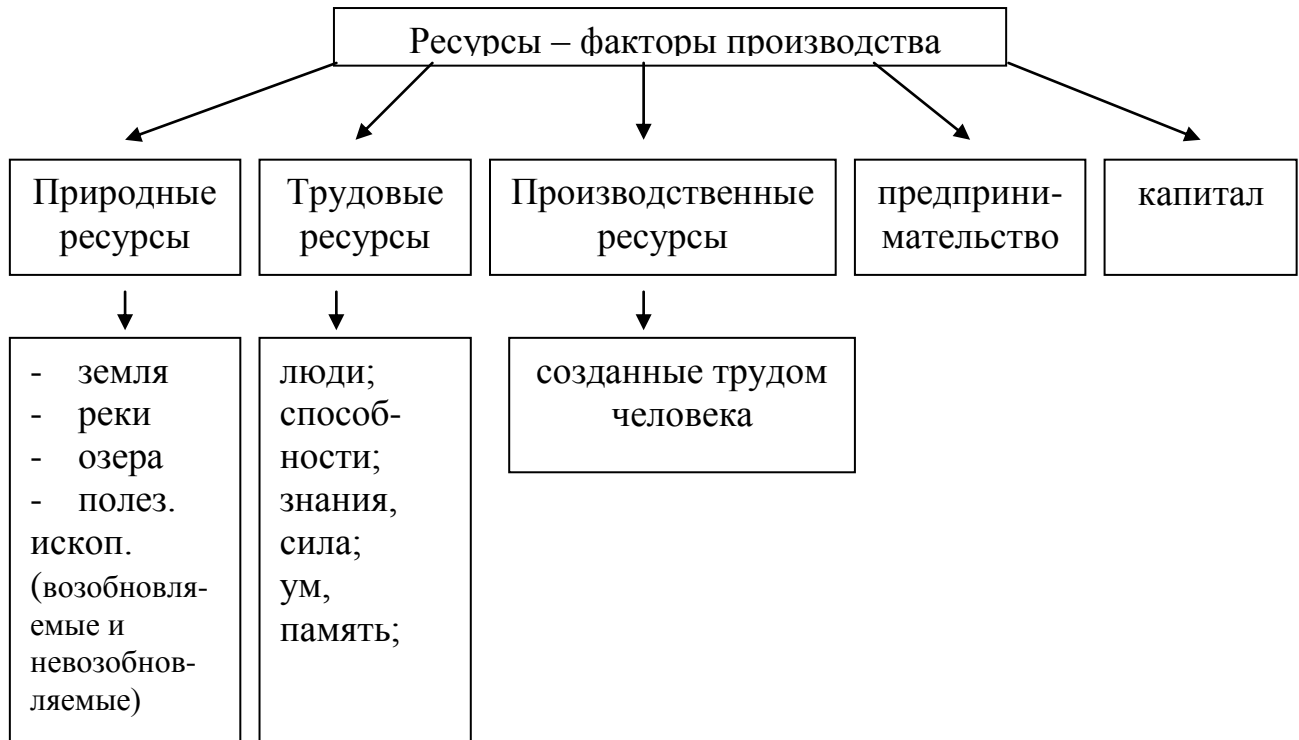 Ресурсы – факторы производства
Природные
ресурсы
Трудовые
ресурсы
Производственные
ресурсы
предприни-
мательство
капитал
- земля
- реки
- озера
- полез.
ископ.
(возобновля-
емые и
невозобнов-
ляемые)
люди;
способ-
ности;
знания,
сила;
ум,
память;
созданные трудом
человека